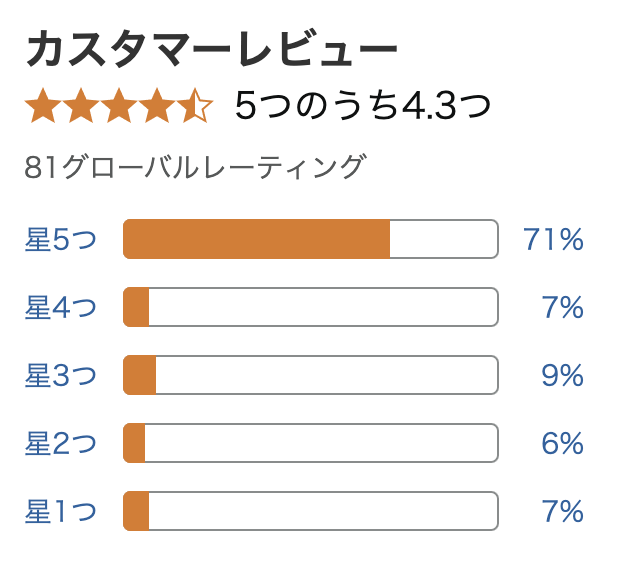 カスタマーレビュー
5つのうち4.3つ
81グローバルレーティング
星5つ 71%
星4つ 7%
星3つ 9%
星2つ 6%
星1つ 7%